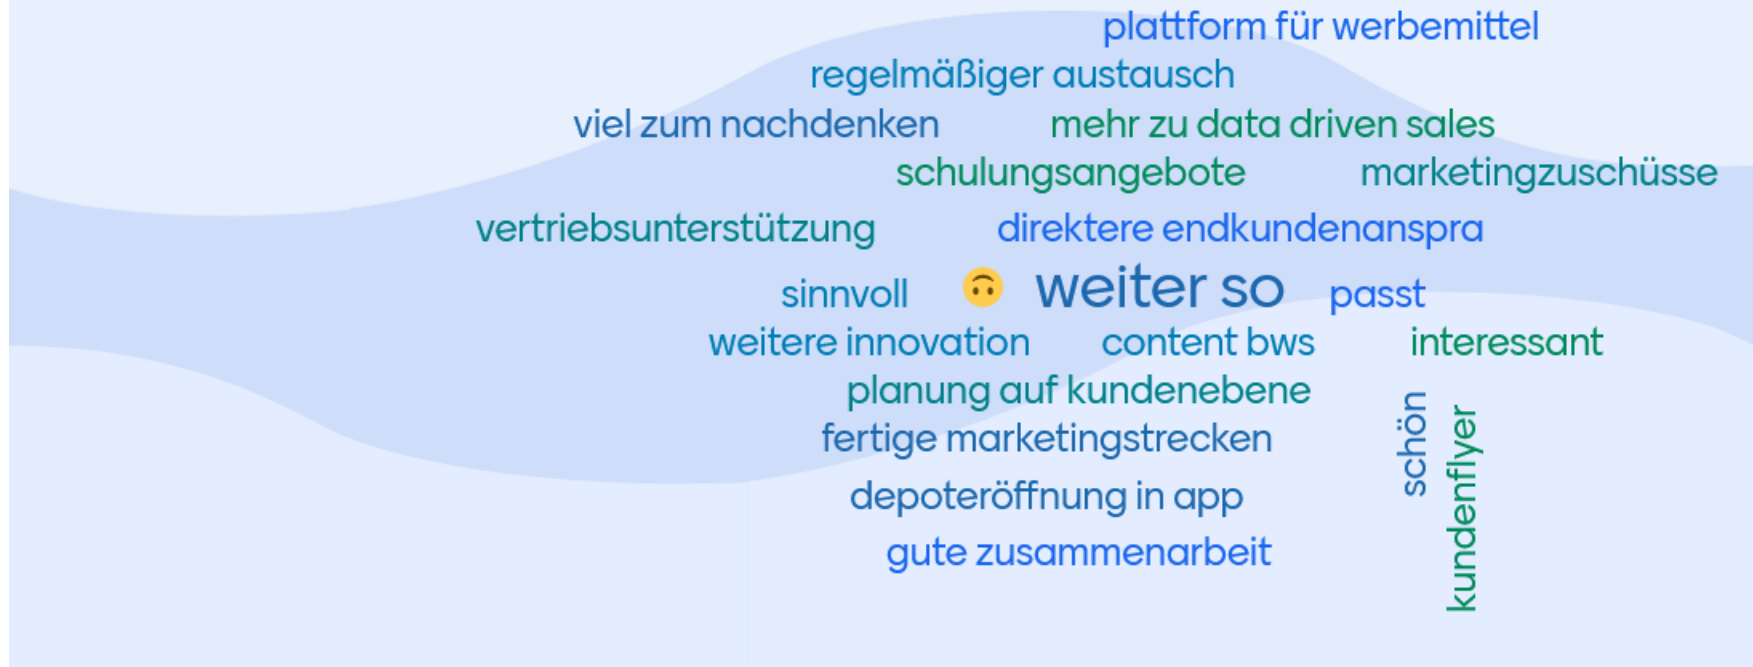 plattform für werbemittel
regelmäßiger austausch
viel zum nachdenken
mehr zu data driven sales
schulungsangebote
marketingzuschüsse
vertriebsunterstützung
direktere endkundenanspra
sinnvoll
🙃
weiter so
passt
weitere innovation
content bws
interessant
planung auf kundenebene
schön
kundenflyer
fertige marketingstrecken
depoteröffnung in app
gute zusammenarbeit